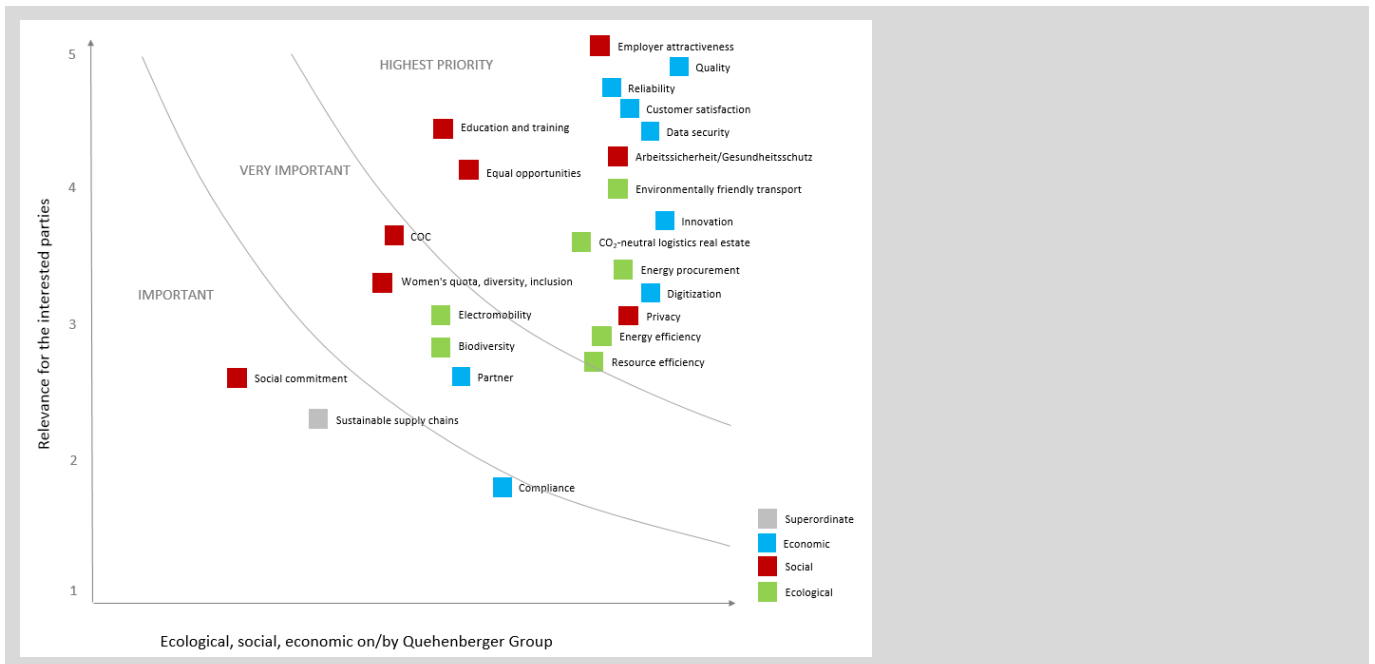 5
HIGHEST PRIORITY
Employer attractiveness
Quality
Reliability
Customer satisfaction
Education and training
Data security
VERY IMPORTANT
Equal opportunities
Arbeitssicherheit/Gesundheitsschutz
4
Environmentally friendly transport
Innovation
COC
CO₂-neutral logistics real estate
Relevance for the interested parties
Energy procurement
Women's quota, diversity, inclusion
IMPORTANT
Digitization
3
Electromobility
Privacy
Energy efficiency
Biodiversity
Resource efficiency
Social commitment
Partner
Sustainable supply chains
2
Compliance
Superordinate
Economic
Social
Ecological
1
Ecological, social, economic on/by Quehenberger Group